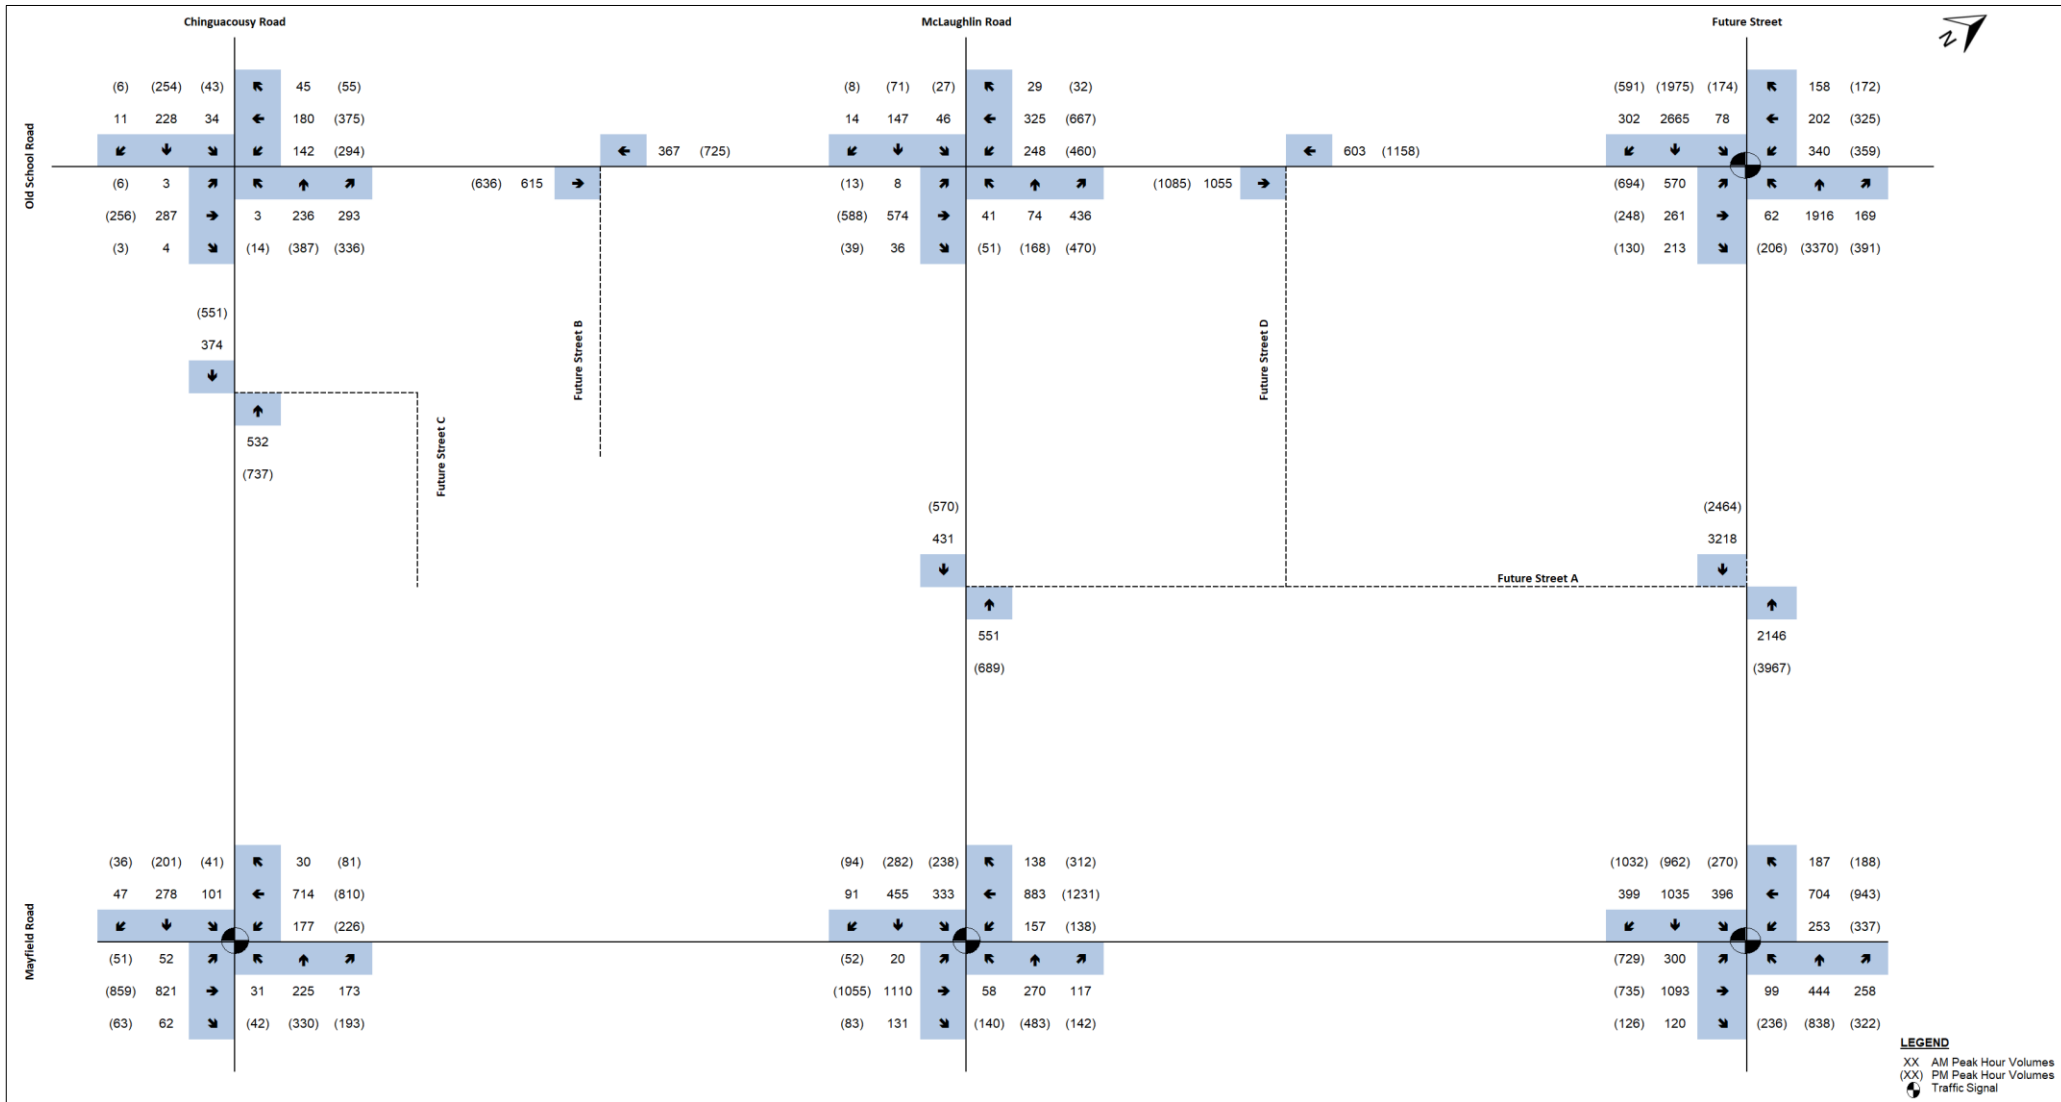 Chinguacousy Road McLaughlin Road Future Street
N
(6) (254) (43) 45 (55) (8) (71) (27) 29 (32) (591) (1975) (174) 158 (172)
11 228 34 180 (375) 14 147 46 325 (667) 302 2665 78 202 (325)
142 (294) 367 (725) 248 (460) 603 (1158) 340 (359)
Old School Road
(6) 3 (636) 615 (13) 8 (1085) 1055 (694) 570
(256) 287 3 236 293 (588) 574 41 74 436 (248) 261 62 1916 169
(3) 4 (14) (387) (336) (39) 36 (51) (168) (470) (130) 213 (206) (3370) (391)
(551)
374
Future Street B
Future Street D
532
(737)
Future Street C
(570) (2464)
431 3218
Future Street A
551 2146
(689) (3967)
(36) (201) (41) 30 (81) (94) (282) (238) 138 (312) (1032) (962) (270) 187 (188)
47 278 101 714 (810) 91 455 333 883 (1231) 399 1035 396 704 (943)
177 (226) 157 (138) 253 (337)
Mayfield Road
(51) 52 (52) 20 (729) 300
(859) 821 31 225 173 (1055) 1110 58 270 117 (735) 1093 99 444 258
(63) 62 (42) (330) (193) (83) 131 (140) (483) (142) (126) 120 (236) (838) (322)
LEGEND
XX AM Peak Hour Volumes
(XX) PM Peak Hour Volumes
Traffic Signal